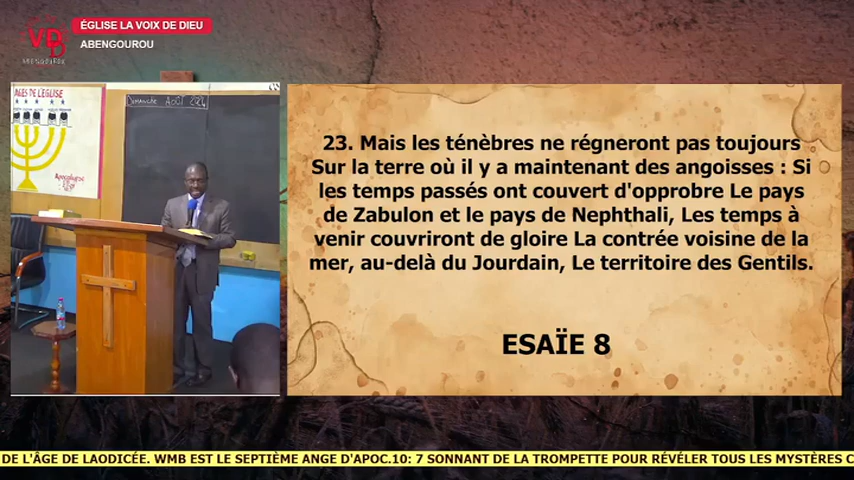 ÉGLISE LA VOIX DE DIEU
VDD
ABENGOUROU
AGES DE L'EGLISE
Dimanche AOÛT 2024
23. Mais les ténèbres ne régneront pas toujours
Sur la terre où il y a maintenant des angoisses : Si
les temps passés ont couvert d'opprobre Le pays
de Zabulon et le pays de Nephthali, Les temps à
venir couvriront de gloire La contrée voisine de la
mer, au-delà du Jourdain, Le territoire des Gentils.
ESAÏE 8
DE L'ÂGE DE LAODICÉE. WMB EST LE SEPTIÈME ANGE D'APOC.10: 7 SONNANT DE LA TROMPETTE POUR RÉVÉLER TOUS LES MYSTÈRES C